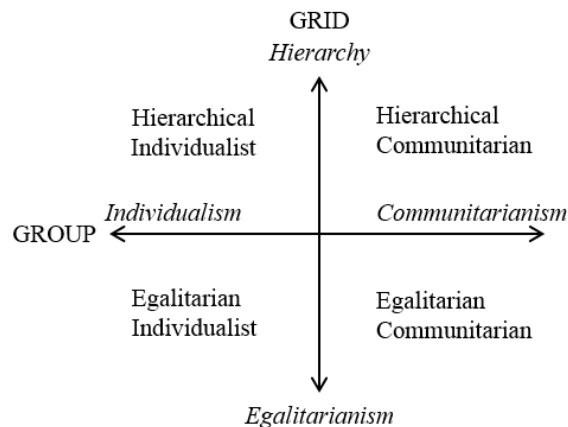 GRID
Hierarchy
Hierarchical
Individualist
Hierarchical
Communitarian
Individualism
Communitarianism
GROUP
Egalitarian
Individualist
Egalitarian
Communitarian
Egalitarianism